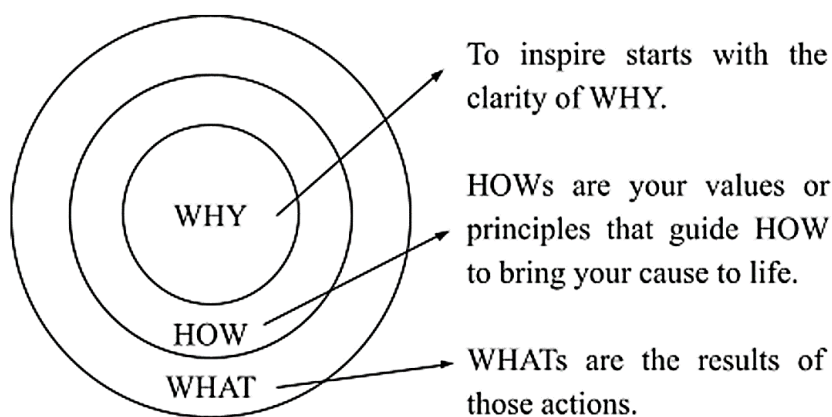 To inspire starts with the
clarity of WHY.
WHY
HOWs are your values or
principles that guide HOW
to bring your cause to life.
HOW
WHAT
WHATs are the results of
those actions.